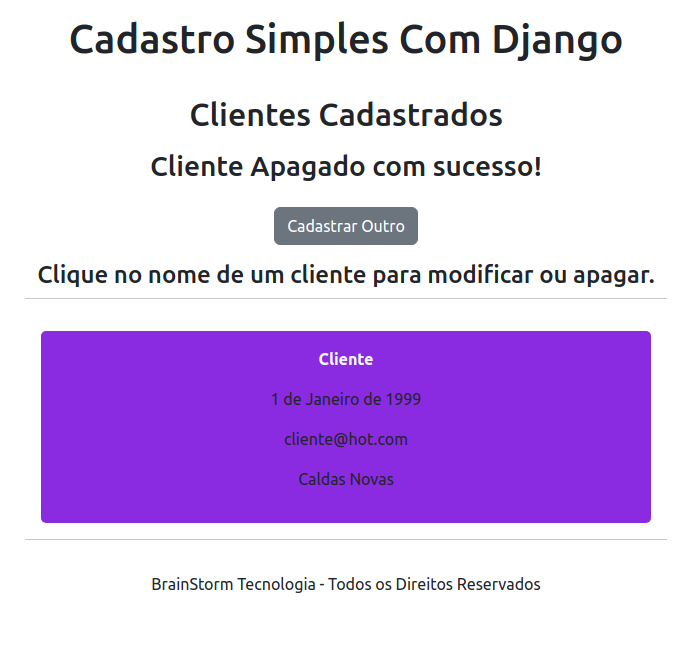 Cadastro Simples Com Django
Clientes Cadastrados
Cliente Apagado com sucesso!
Cadastrar Outro
Clique no nome de um cliente para modificar ou apagar.
Cliente
1 de Janeiro de 1999
cliente@hot.com
Caldas Novas
BrainStorm Tecnologia - Todos os Direitos Reservados